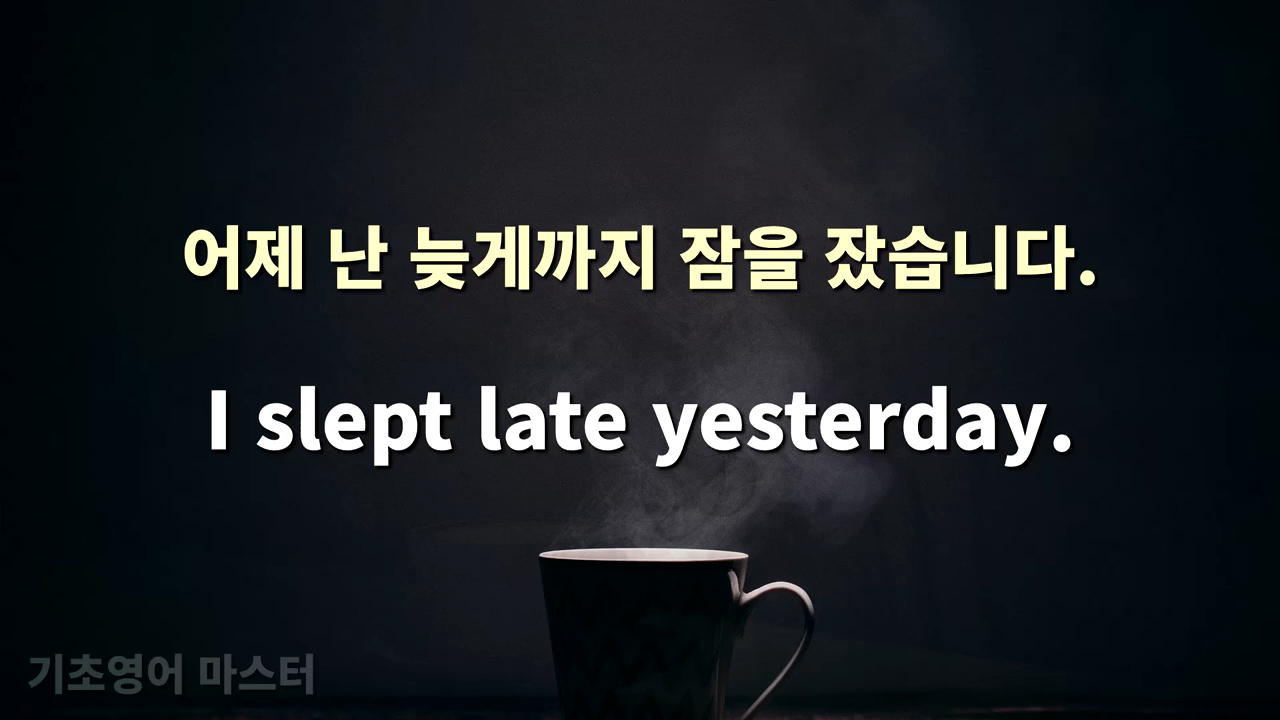 어제 난 늦게까지 잠을 잤습니다.
I slept late yesterday.
기초영어 마스터